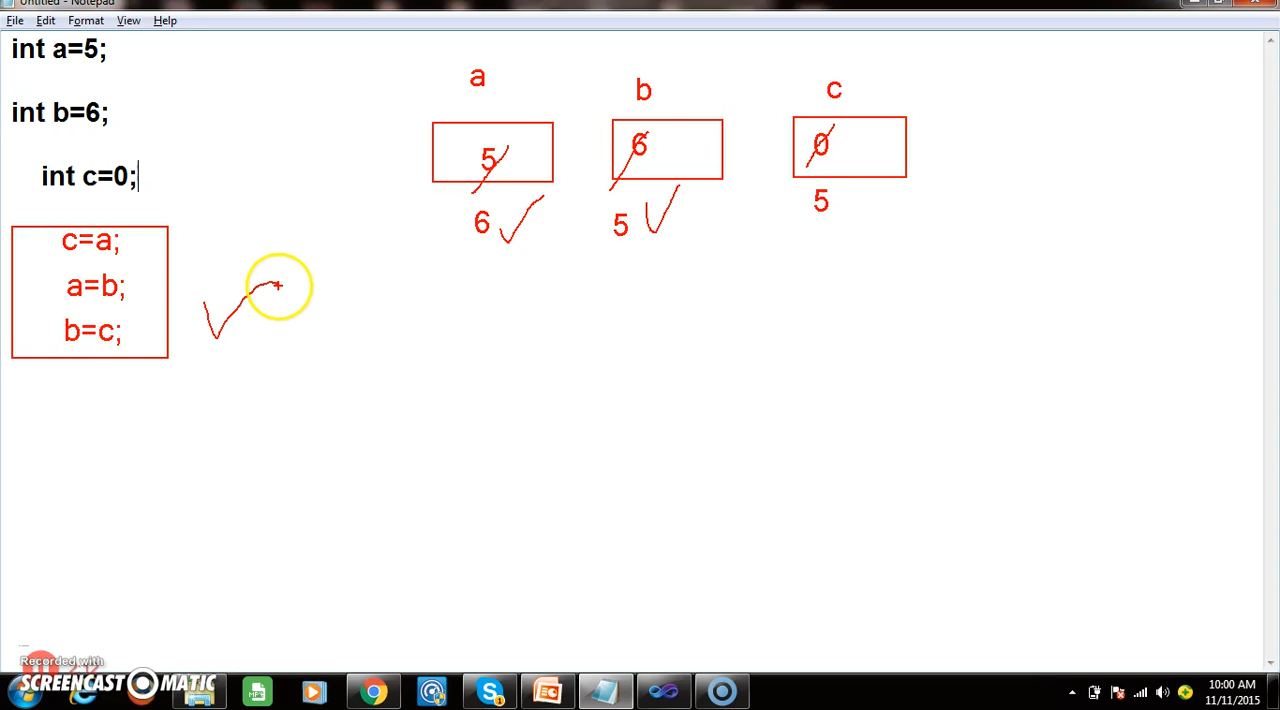 Untitled - Notepad
File Edit Format View Help
int a=5;
int b=6;
int c=0;
a b c
5 6 0
6 5 5
c=a;
a=b;
b=c;
Recorded with
SCREENCAST MATIC
10:00 AM
11/11/2015